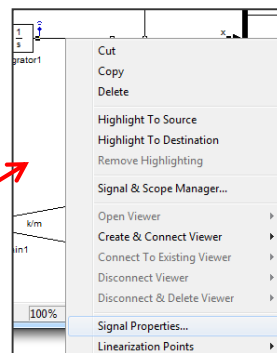 1
s
x
grator1
Cut
Copy
Delete
Highlight To Source
Highlight To Destination
Remove Highlighting
Signal & Scope Manager...
Open Viewer
Create & Connect Viewer
Connect To Existing Viewer
Disconnect Viewer
Disconnect & Delete Viewer
k/m
ain1
100%
Signal Properties...
Linearization Points